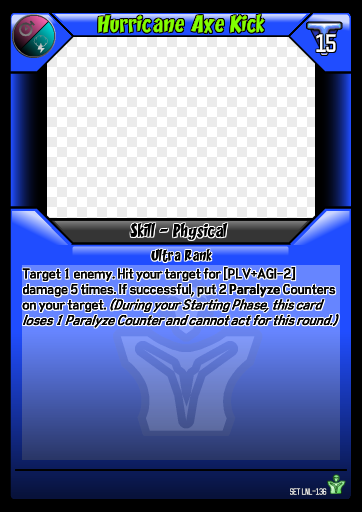 Hurricane Axe Kick
15
Skill - Physical
Ultra Rank
Target 1 enemy. Hit your target for [PLV+AGI-2]
damage 5 times. If successful, put 2 Paralyze Counters
on your target. (During your Starting Phase, this card
loses 1 Paralyze Counter and cannot act for this round.)
SET LNL-136